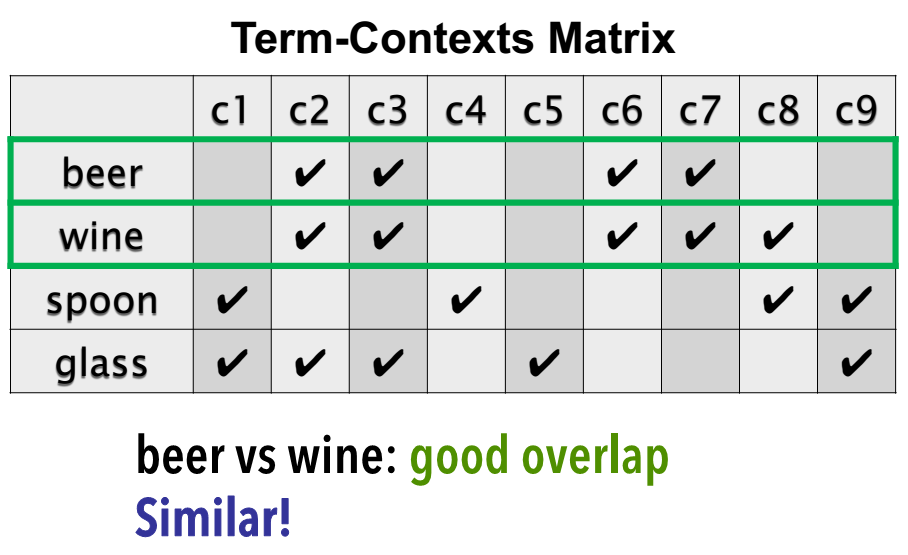 Term-Contexts Matrix
c1 c2 c3 c4 c5 c6 c7 c8 c9
beer ✔ ✔ ✔ ✔
wine ✔ ✔ ✔ ✔ ✔
spoon ✔ ✔ ✔ ✔
glass ✔ ✔ ✔ ✔ ✔
beer vs wine: good overlap
Similar!